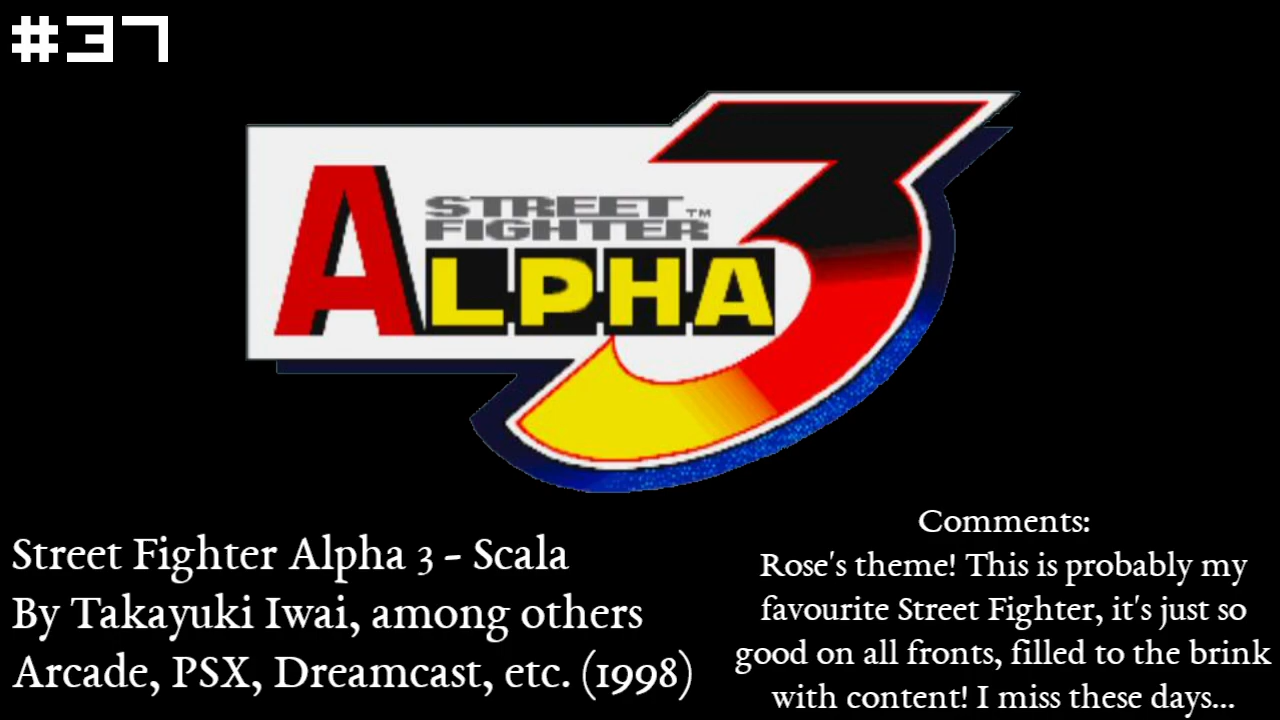 #37
STREET
FIGHTER™
ALPHA 3
Street Fighter Alpha 3 - Scala
By Takayuki Iwai, among others
Arcade, PSX, Dreamcast, etc. (1998)
Comments:
Rose's theme! This is probably my
favourite Street Fighter, it's just so
good on all fronts, filled to the brink
with content! I miss these days...